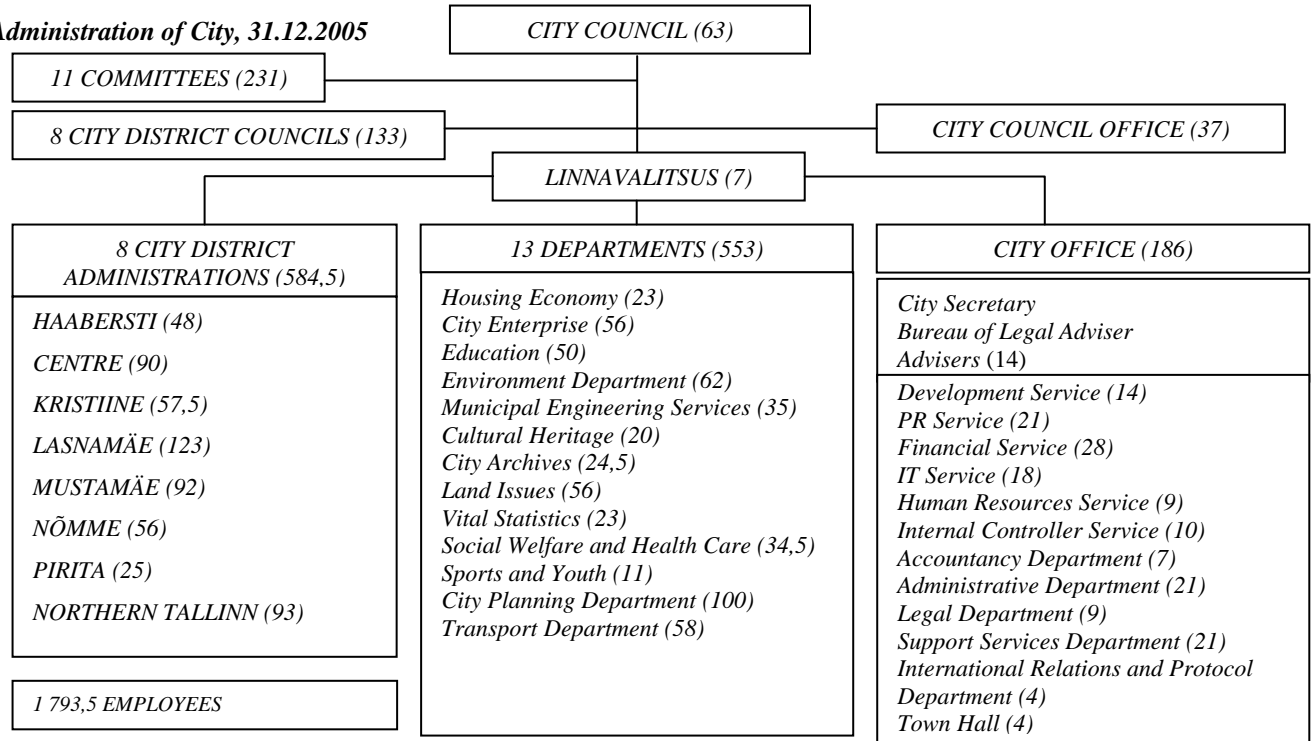 Administration of City, 31.12.2005
CITY COUNCIL (63)
11 COMMITTEES (231)
8 CITY DISTRICT COUNCILS (133)
CITY COUNCIL OFFICE (37)
LINNAVALITSUS (7)
8 CITY DISTRICT
ADMINISTRATIONS (584,5)
HAABERSTI (48)
CENTRE (90)
KRISTIINE (57,5)
LASNAMÄE (123)
MUSTAMÄE (92)
NÕMME (56)
PIRITA (25)
NORTHERN TALLINN (93)
1 793,5 EMPLOYEES
13 DEPARTMENTS (553)
Housing Economy (23)
City Enterprise (56)
Education (50)
Environment Department (62)
Municipal Engineering Services (35)
Cultural Heritage (20)
City Archives (24,5)
Land Issues (56)
Vital Statistics (23)
Social Welfare and Health Care (34,5)
Sports and Youth (11)
City Planning Department (100)
Transport Department (58)
CITY OFFICE (186)
City Secretary
Bureau of Legal Adviser
Advisers (14)
Development Service (14)
PR Service (21)
Financial Service (28)
IT Service (18)
Human Resources Service (9)
Internal Controller Service (10)
Accountancy Department (7)
Administrative Department (21)
Legal Department (9)
Support Services Department (21)
International Relations and Protocol
Department (4)
Town Hall (4)